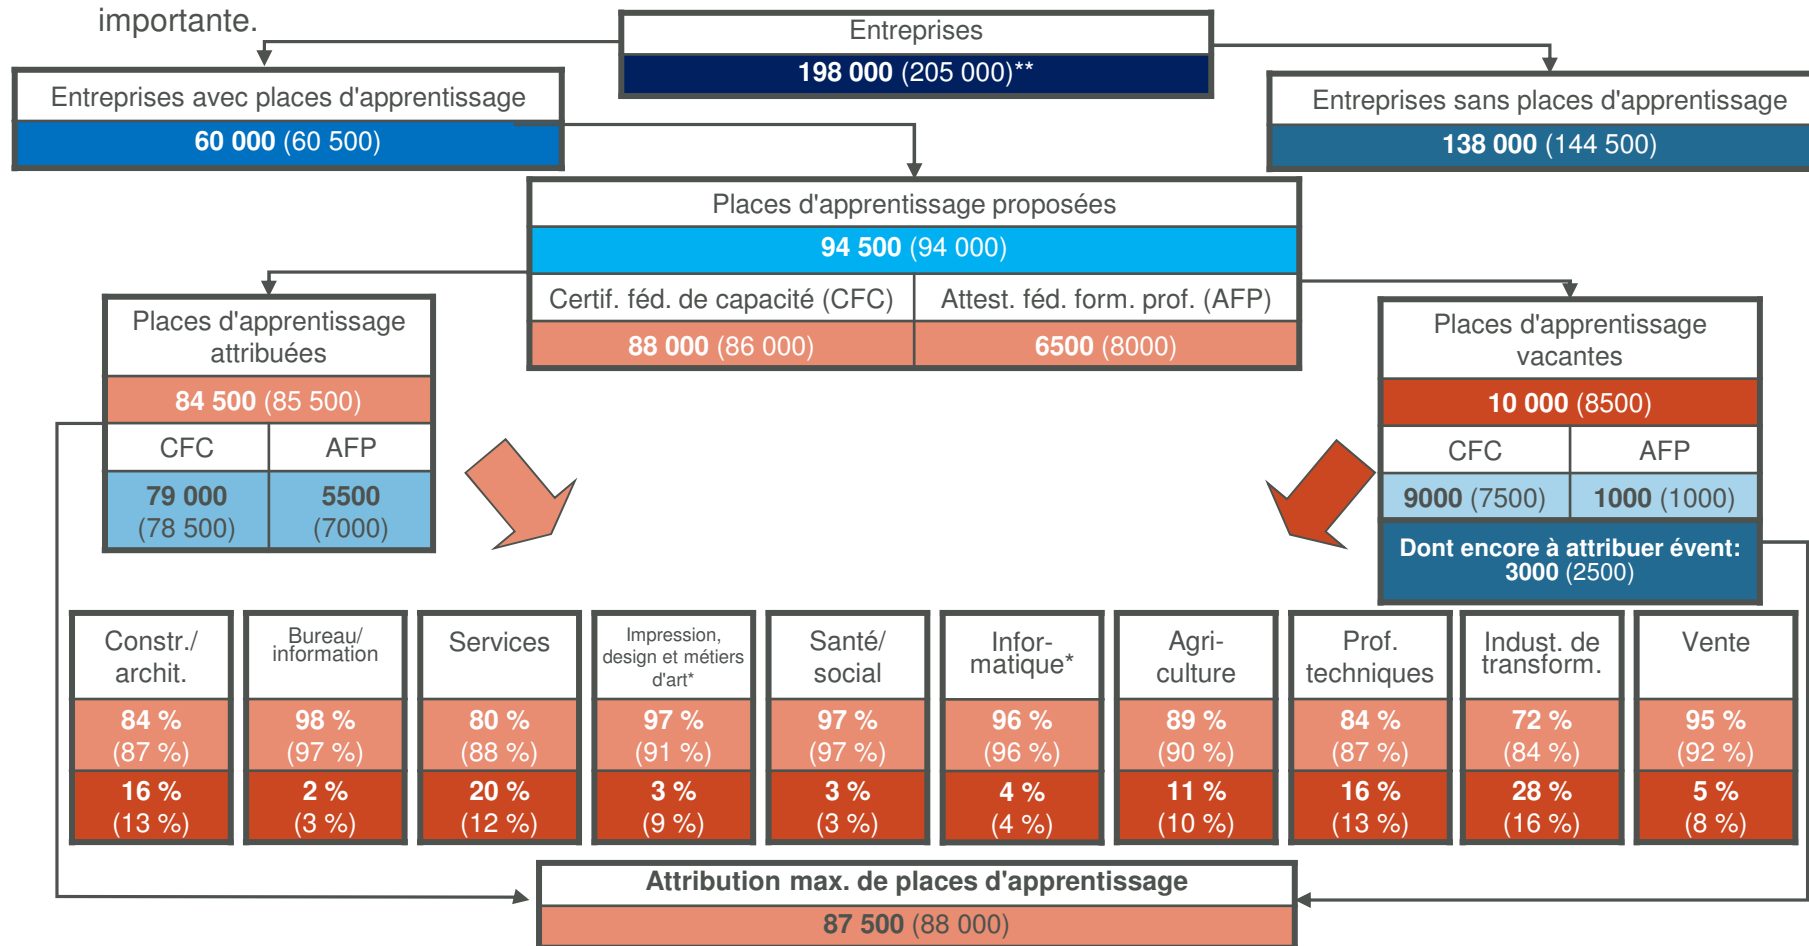 importante.
Entreprises
198 000 (205 000)**
Entreprises avec places d'apprentissage
60 000 (60 500)
Entreprises sans places d'apprentissage
138 000 (144 500)
Places d'apprentissage proposées
94 500 (94 000)
Certif. féd. de capacité (CFC)
Attest. féd. form. prof. (AFP)
88 000 (86 000)
6500 (8000)
Places d'apprentissage
attribuées
84 500 (85 500)
CFC
AFP
79 000
(78 500)
5500
(7000)
Places d'apprentissage
vacantes
10 000 (8500)
CFC
AFP
9000 (7500)
1000 (1000)
Dont encore à attribuer évent:
3000 (2500)
Constr./
archit.
84 %
(87 %)
16 %
(13 %)
Bureau/
information
98 %
(97 %)
2 %
(3 %)
Services
80 %
(88 %)
20 %
(12 %)
Impression,
design et métiers
d'art*
97 %
(91 %)
3 %
(9 %)
Santé/
social
97 %
(97 %)
3 %
(3 %)
Infor-
matique*
96 %
(96 %)
4 %
(4 %)
Agri-
culture
89 %
(90 %)
11 %
(10 %)
Prof.
techniques
84 %
(87 %)
16 %
(13 %)
Indust. de
transform.
72 %
(84 %)
28 %
(16 %)
Vente
95 %
(92 %)
5 %
(8 %)
Attribution max. de places d'apprentissage
87 500 (88 000)